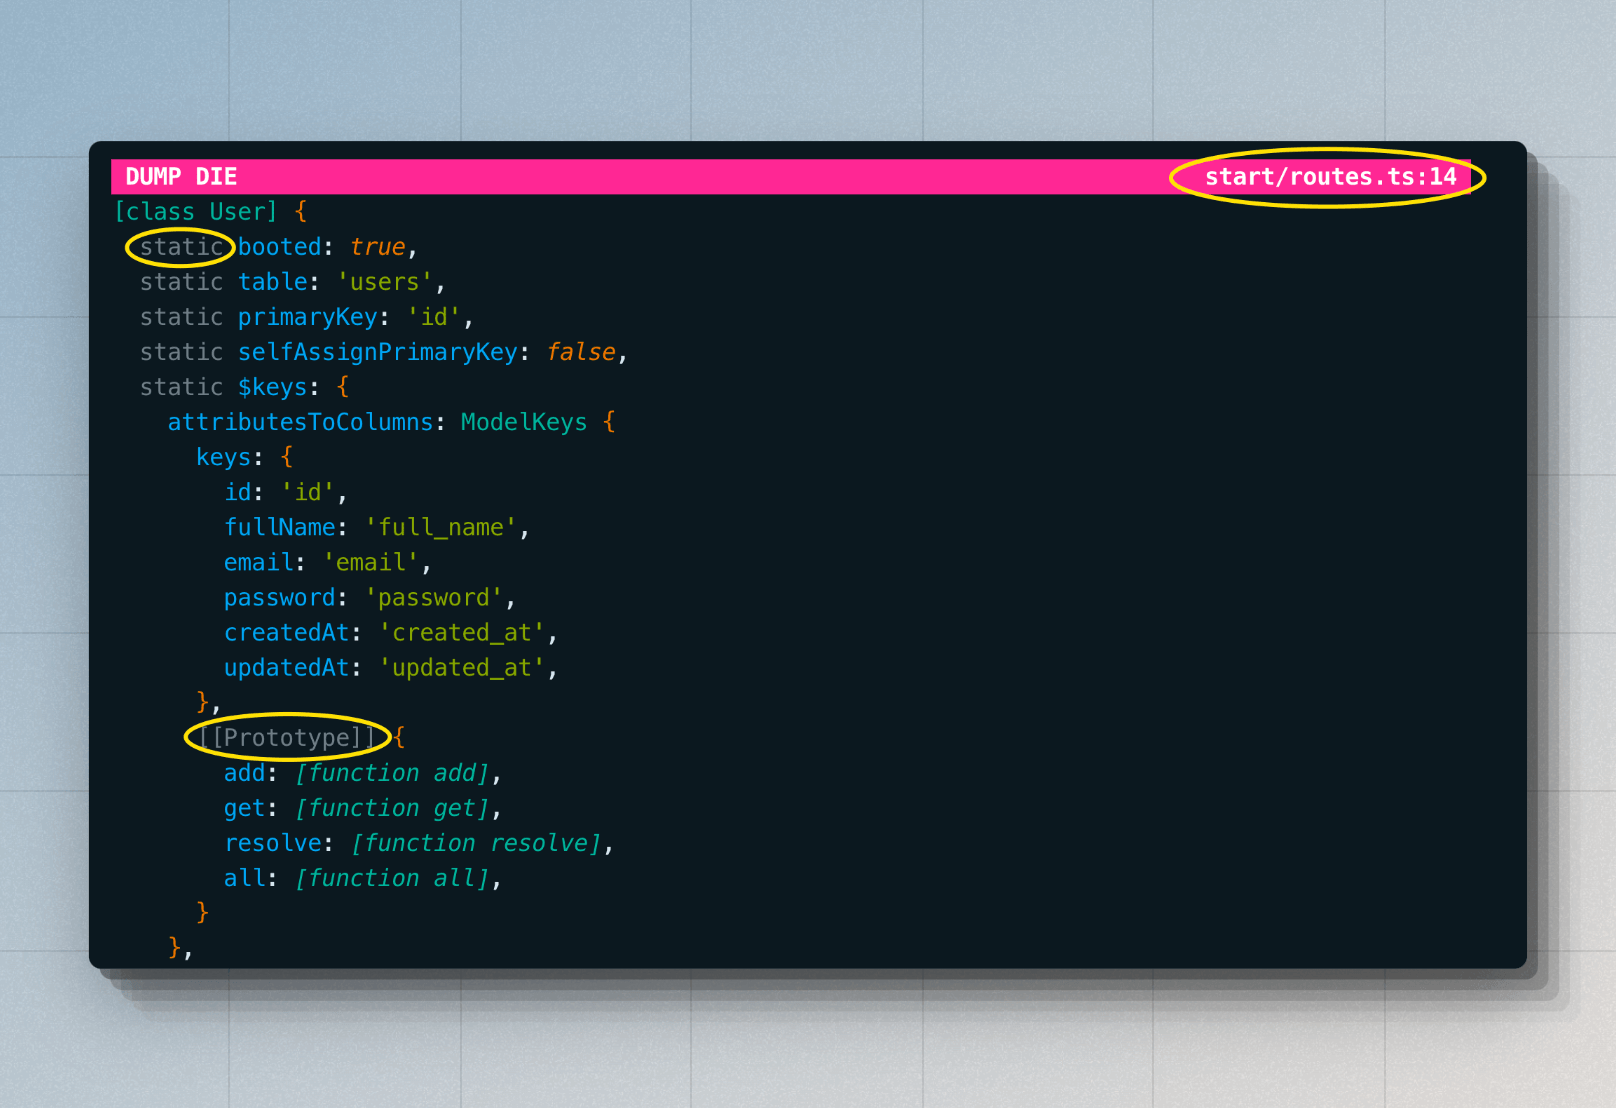 DUMP DIE start/routes.ts:14
[class User] {
static booted: true,
static table: 'users',
static primaryKey: 'id',
static selfAssignPrimaryKey: false,
static $keys: {
attributesToColumns: ModelKeys {
keys: {
id: 'id',
fullName: 'full_name',
email: 'email',
password: 'password',
createdAt: 'created_at',
updatedAt: 'updated_at',
},
[[Prototype]] {
add: [function add],
get: [function get],
resolve: [function resolve],
all: [function all],
}
},